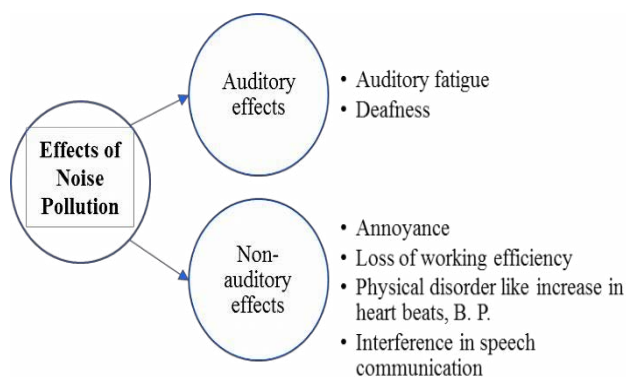 Effects of
Noise
Pollution
Auditory
effects
• Auditory fatigue
• Deafness
Non-
auditory
effects
• Annoyance
• Loss of working efficiency
• Physical disorder like increase in
heart beats, B. P.
• Interference in speech
communication